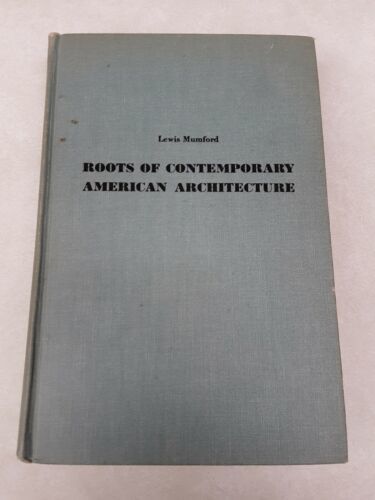 Lewis Mumford
ROOTS OF CONTEMPORARY
AMERICAN ARCHITECTURE